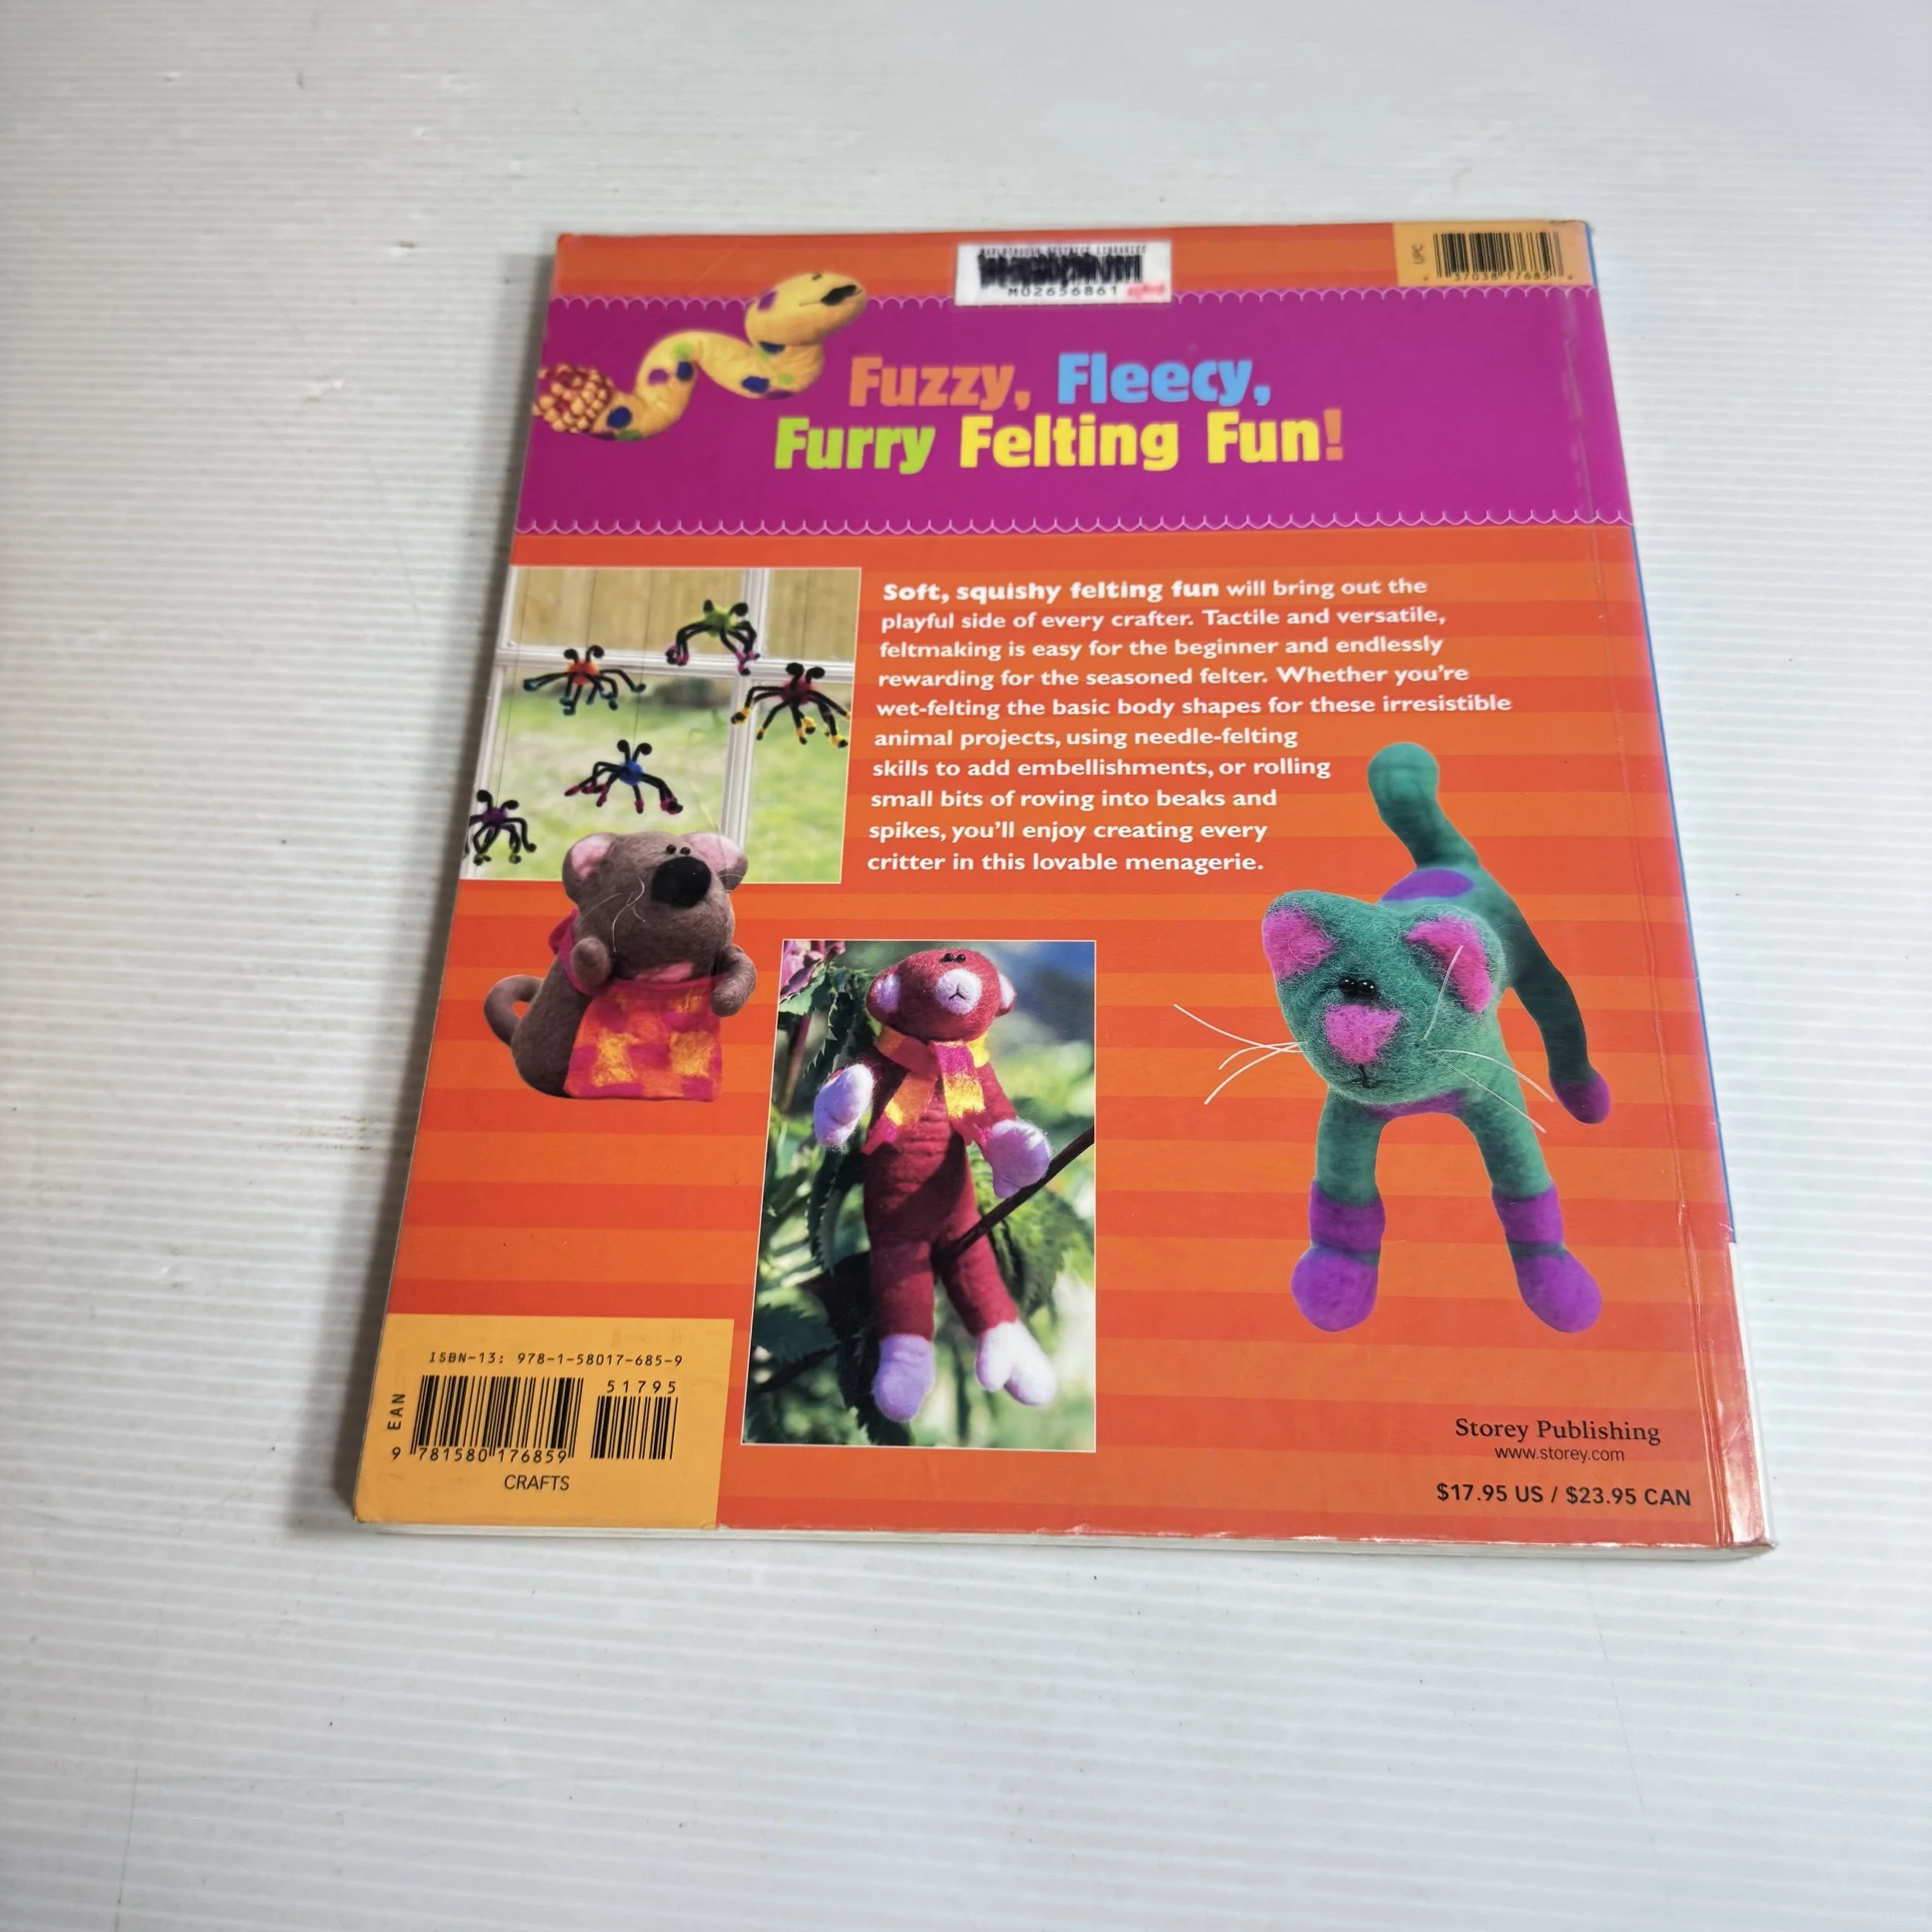 M02656861
UPC
Fuzzy, Fleecy,
Furry Felting Fun!
Soft, squishy felting fun will bring out the
playful side of every crafter. Tactile and versatile,
feltmaking is easy for the beginner and endlessly
rewarding for the seasoned felter. Whether you're
wet-felting the basic body shapes for these irresistible
animal projects, using needle-felting
skills to add embellishments, or rolling
small bits of roving into beaks and
spikes, you'll enjoy creating every
critter in this lovable menagerie.
ISBN-13: 978-1-58017-685-9
51795
EAN
9 781580 176859
CRAFTS
Storey Publishing
www.storey.com
$17.95 US / $23.95 CAN